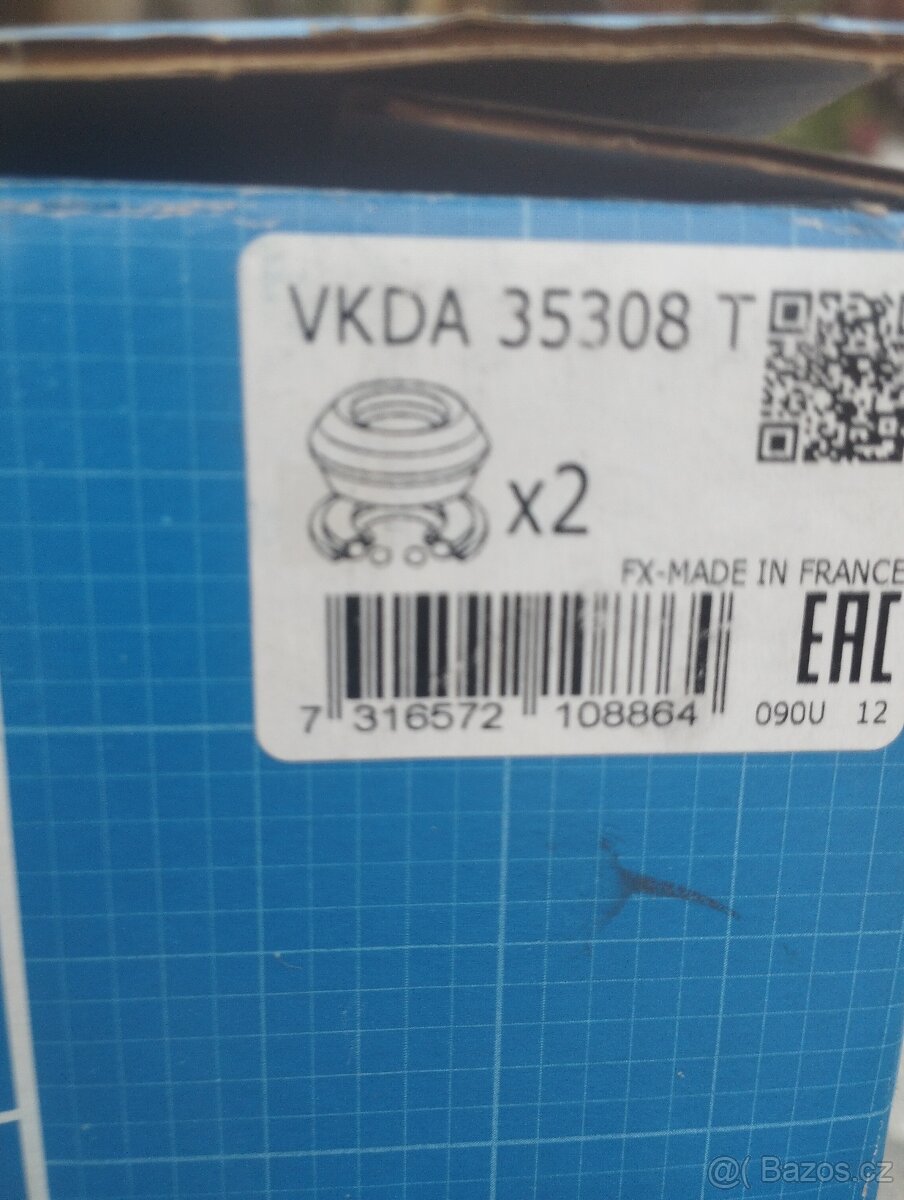 VKDA 35308 T
x2
FX-MADE IN FRANCE
EAC
7 316572 108864
090U 12
@( Bazos.cz